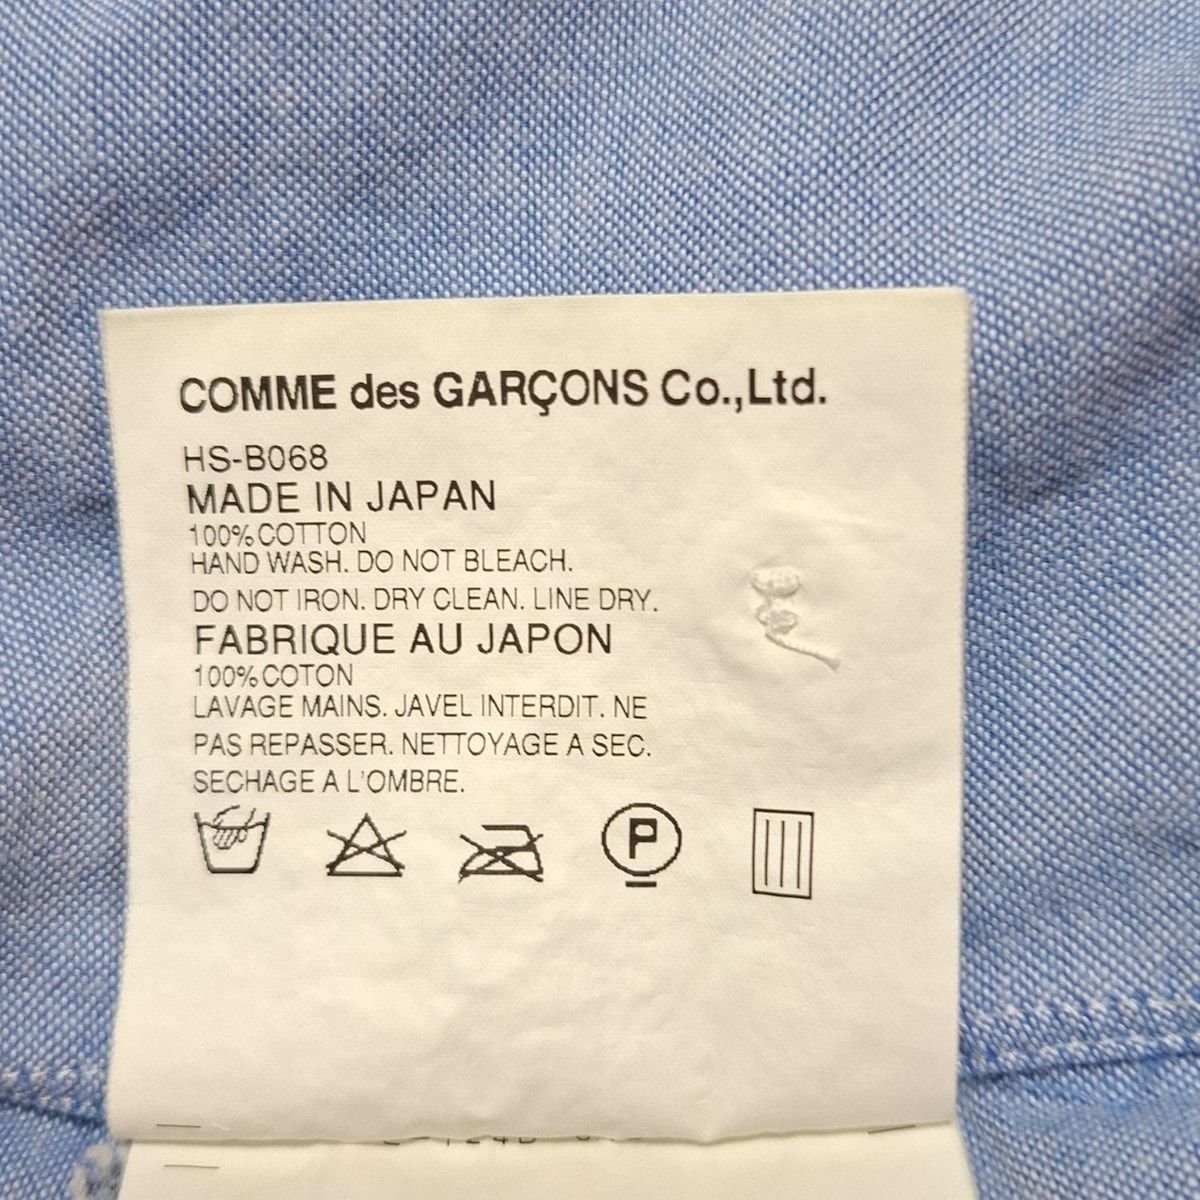 COMME des GARÇONS Co.,Ltd.
HS-B068
MADE IN JAPAN
100% COTTON
HAND WASH. DO NOT BLEACH.
DO NOT IRON. DRY CLEAN. LINE DRY.
FABRIQUE AU JAPON
100% COTON
LAVAGE MAINS. JAVEL INTERDIT. NE
PAS REPASSER. NETTOYAGE A SEC.
SECHAGE A L'OMBRE.
P